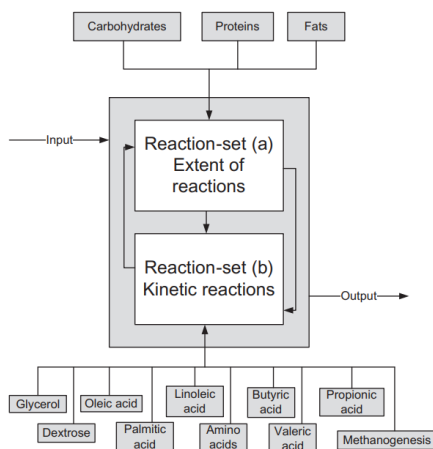 Carbohydrates
Proteins
Fats
Input
Reaction-set (a)
Extent of
reactions
Reaction-set (b)
Kinetic reactions
Output
Glycerol
Dextrose
Oleic acid
Palmitic
acid
Linoleic
acid
Amino
acids
Butyric
acid
Valeric
acid
Propionic
acid
Methanogenesis